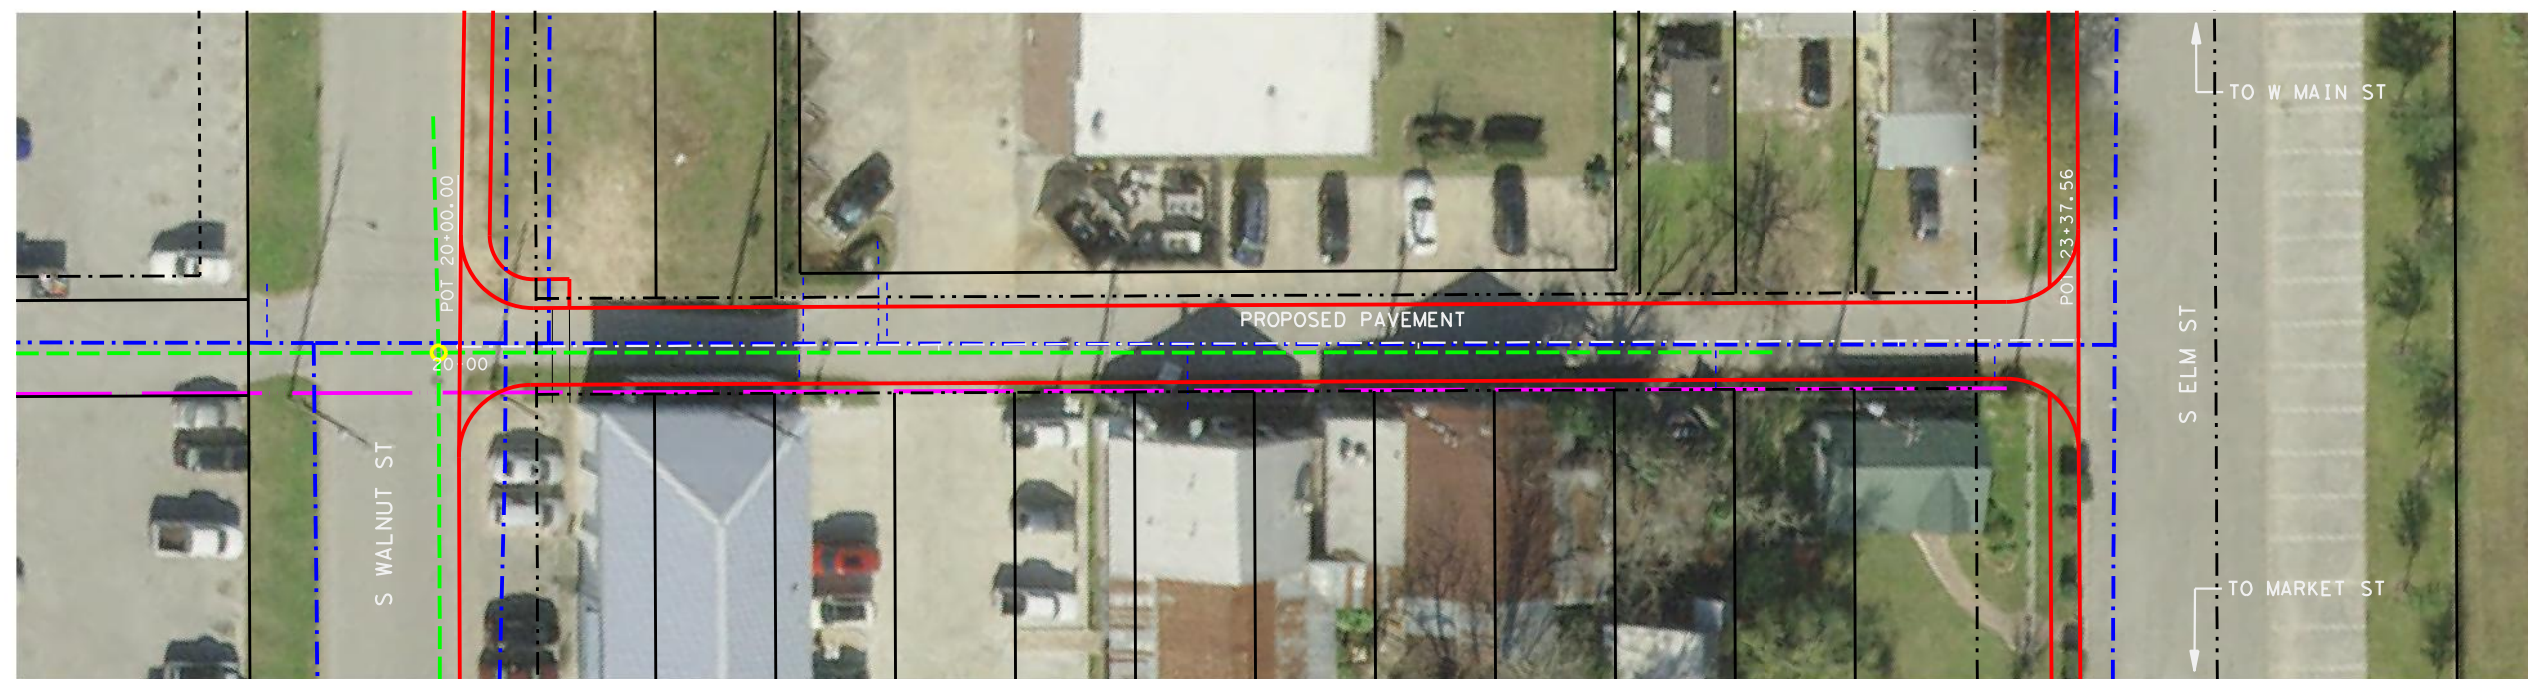 TO W MAIN ST
POT 20+00.00
POT 23+37.56
PROPOSED PAVEMENT
20+00
S ELM ST
S WALNUT ST
TO MARKET ST